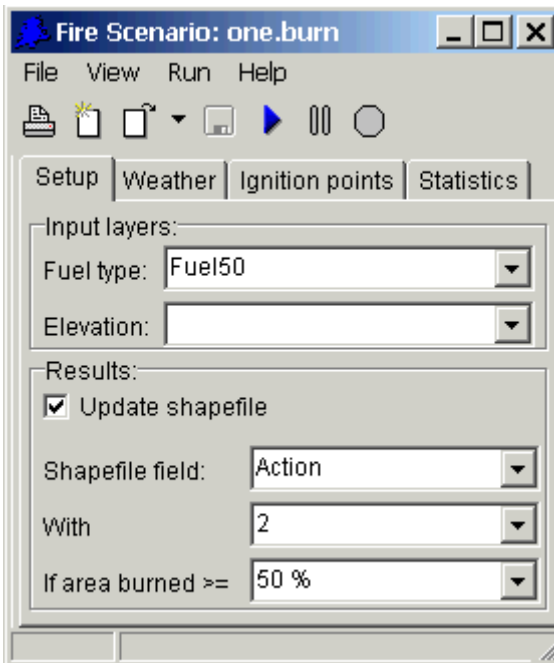 Fire Scenario: one.burn
File View Run Help
Setup Weather Ignition points Statistics
Input layers:
Fuel type: Fuel50
Elevation:
Results:
Update shapefile
Shapefile field: Action
With 2
If area burned >= 50 %